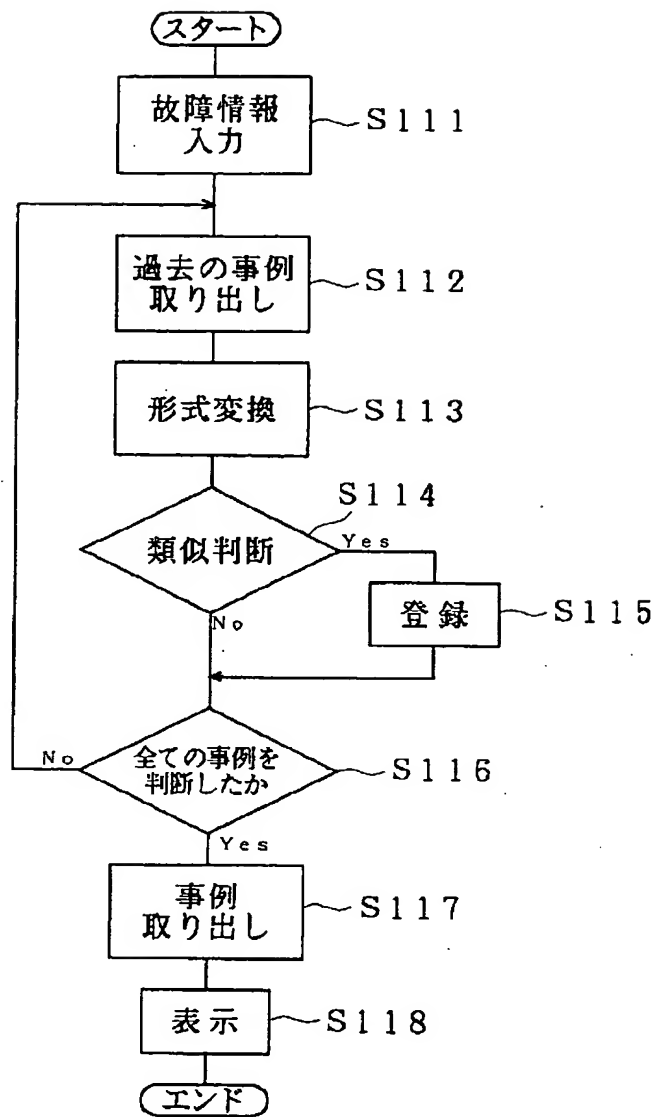 スタート
故障情報
入力
S111
過去の事例
取り出し
S112
形式変換
S113
S114
類似判断
Yes
No
登録
S115
全ての事例を
判断したか
No
S116
Yes
事例
取り出し
S117
表示
S118
エンド